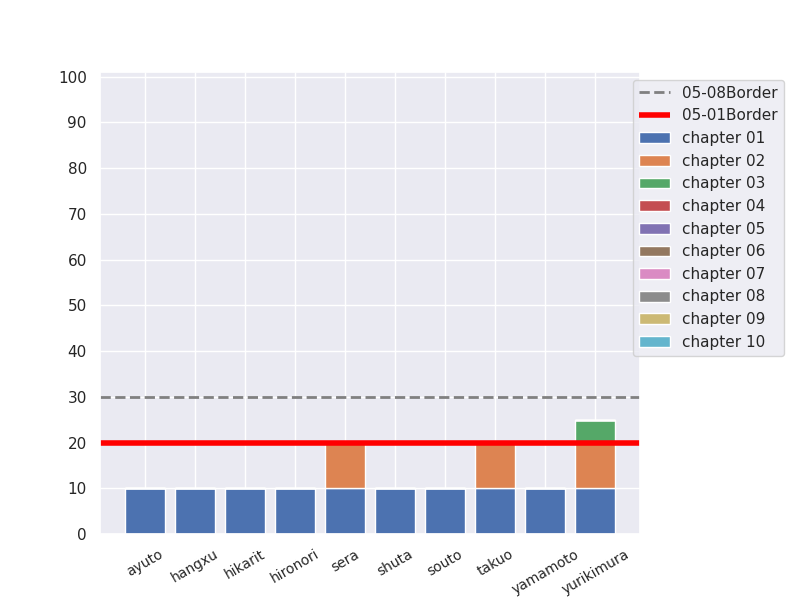 100
90
80
70
60
50
40
30
20
10
0
ayuto
hangxu
hikarit
hironori
sera
shuta
souto
takuo
yamamoto
yurikimura
05-08Border
05-01Border
chapter 01
chapter 02
chapter 03
chapter 04
chapter 05
chapter 06
chapter 07
chapter 08
chapter 09
chapter 10